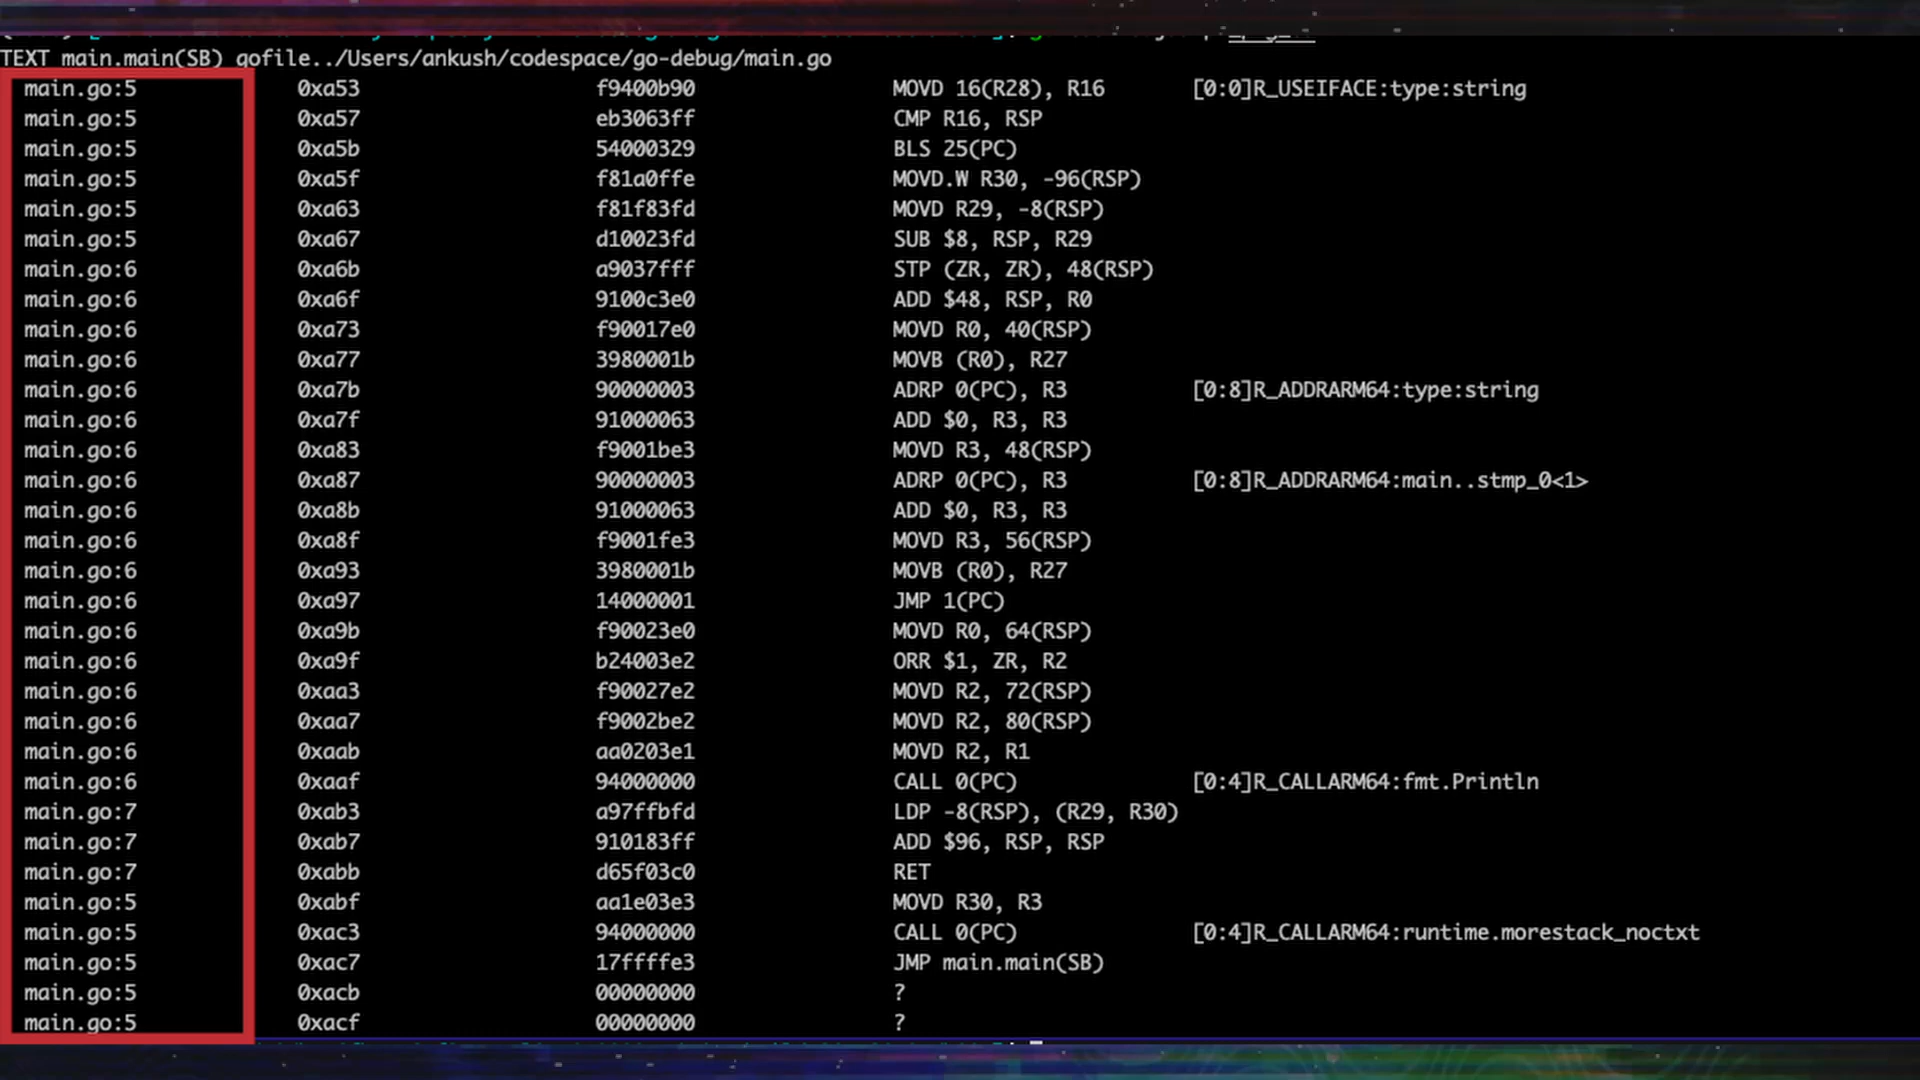 TEXT main.main(SB) gofile../Users/ankush/codespace/go-debug/main.go
main.go:5 0xa53 f9400b90 MOVD 16(R28), R16 [0:0]R_USEIFACE:type:string
main.go:5 0xa57 eb3063ff CMP R16, RSP
main.go:5 0xa5b 54000329 BLS 25(PC)
main.go:5 0xa5f f81a0ffe MOVD.W R30, -96(RSP)
main.go:5 0xa63 f81f83fd MOVD R29, -8(RSP)
main.go:5 0xa67 d10023fd SUB $8, RSP, R29
main.go:6 0xa6b a9037fff STP (ZR, ZR), 48(RSP)
main.go:6 0xa6f 9100c3e0 ADD $48, RSP, R0
main.go:6 0xa73 f90017e0 MOVD R0, 40(RSP)
main.go:6 0xa77 3980001b MOVB (R0), R27
main.go:6 0xa7b 90000003 ADRP 0(PC), R3 [0:8]R_ADDRARM64:type:string
main.go:6 0xa7f 91000063 ADD $0, R3, R3
main.go:6 0xa83 f9001be3 MOVD R3, 48(RSP)
main.go:6 0xa87 90000003 ADRP 0(PC), R3 [0:8]R_ADDRARM64:main..stmp_0<1>
main.go:6 0xa8b 91000063 ADD $0, R3, R3
main.go:6 0xa8f f9001fe3 MOVD R3, 56(RSP)
main.go:6 0xa93 3980001b MOVB (R0), R27
main.go:6 0xa97 14000001 JMP 1(PC)
main.go:6 0xa9b f90023e0 MOVD R0, 64(RSP)
main.go:6 0xa9f b24003e2 ORR $1, ZR, R2
main.go:6 0xaa3 f90027e2 MOVD R2, 72(RSP)
main.go:6 0xaa7 f9002be2 MOVD R2, 80(RSP)
main.go:6 0xaab aa0203e1 MOVD R2, R1
main.go:6 0xaaf 94000000 CALL 0(PC) [0:4]R_CALLARM64:fmt.Println
main.go:7 0xab3 a97ffbfd LDP -8(RSP), (R29, R30)
main.go:7 0xab7 910183ff ADD $96, RSP, RSP
main.go:7 0xabb d65f03c0 RET
main.go:5 0xabf aa1e03e3 MOVD R30, R3
main.go:5 0xac3 94000000 CALL 0(PC) [0:4]R_CALLARM64:runtime.morestack_noctxt
main.go:5 0xac7 17ffffe3 JMP main.main(SB)
main.go:5 0xacb 00000000 ?
main.go:5 0xacf 00000000 ?